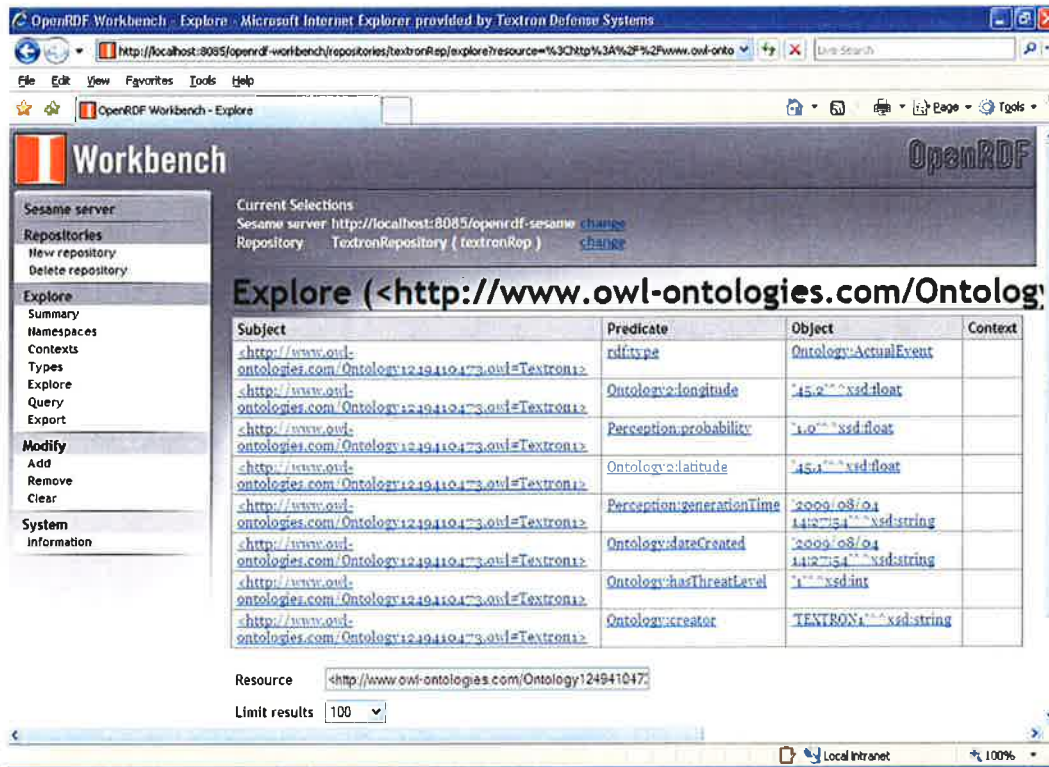 OpenRDF Workbench - Explore - Microsoft Internet Explorer provided by Textron Defense Systems
http://localhost:8085/openrdf-workbench/repositories/textronRep/explore?resource=%3Chttp%3A%2F%2Fwww.owl-onto
Live Search
File Edit View Favorites Tools Help
OpenRDF Workbench - Explore
Page Tools
Workbench
OpenRDF
Sesame server
Repositories
New repository
Delete repository
Explore
Summary
Namespaces
Contexts
Types
Explore
Query
Export
Modify
Add
Remove
Clear
System
Information
Current Selections
Sesame server http://localhost:8085/openrdf-sesame change
Repository TextronRepository ( textronRep ) change
Explore (<http://www.owl-ontologies.com/Ontology
Subject Predicate Object Context
<http://www.owl-
ontologies.com/Ontology1249410473.owl=Textron1>
rdf:type
Ontology:ActualEvent
<http://www.owl-
ontologies.com/Ontology1249410473.owl=Textron1>
Ontology2:longitude
"45.2"^^xsd:float
<http://www.owl-
ontologies.com/Ontology1249410473.owl=Textron1>
Perception:probability
"1.0"^^xsd:float
<http://www.owl-
ontologies.com/Ontology1249410473.owl=Textron1>
Ontology2:latitude
"45.1"^^xsd:float
<http://www.owl-
ontologies.com/Ontology1249410473.owl=Textron1>
Perception:generationTime
"2009/08/04
14:27:54"^^xsd:string
<http://www.owl-
ontologies.com/Ontology1249410473.owl=Textron1>
Ontology:dateCreated
"2009/08/04
14:27:54"^^xsd:string
<http://www.owl-
ontologies.com/Ontology1249410473.owl=Textron1>
Ontology:hasThreatLevel
"1"^^xsd:int
<http://www.owl-
ontologies.com/Ontology1249410473.owl=Textron1>
Ontology:creator
"TEXTRON1"^^xsd:string
Resource <http://www.owl-ontologies.com/Ontology124941047
Limit results 100
Local intranet
100%